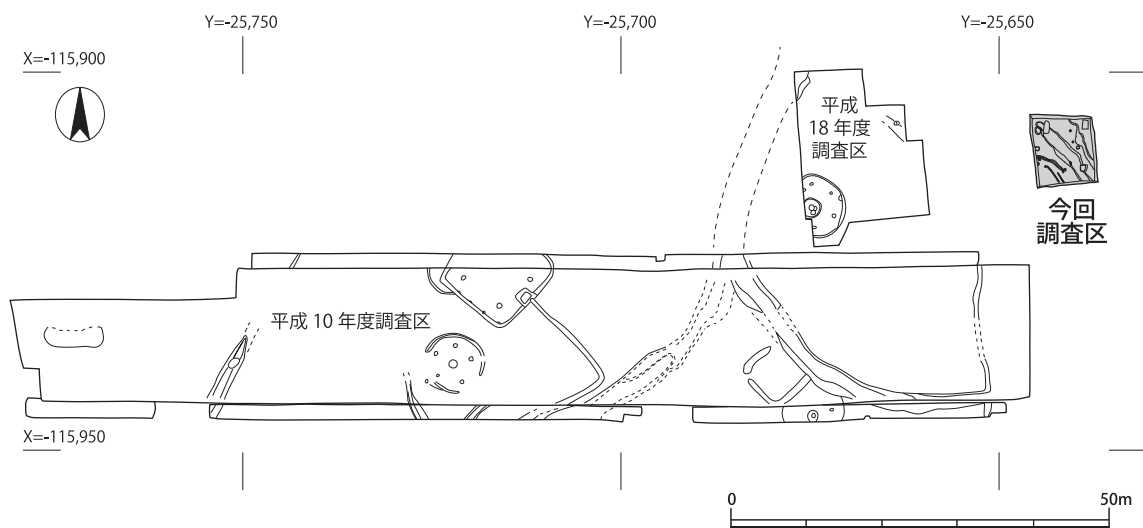 Y=-25,750
Y=-25,700
Y=-25,650
X=-115,900
平成
18 年度
調査区
今回
調査区
平成 10 年度調査区
X=-115,950
0
50m